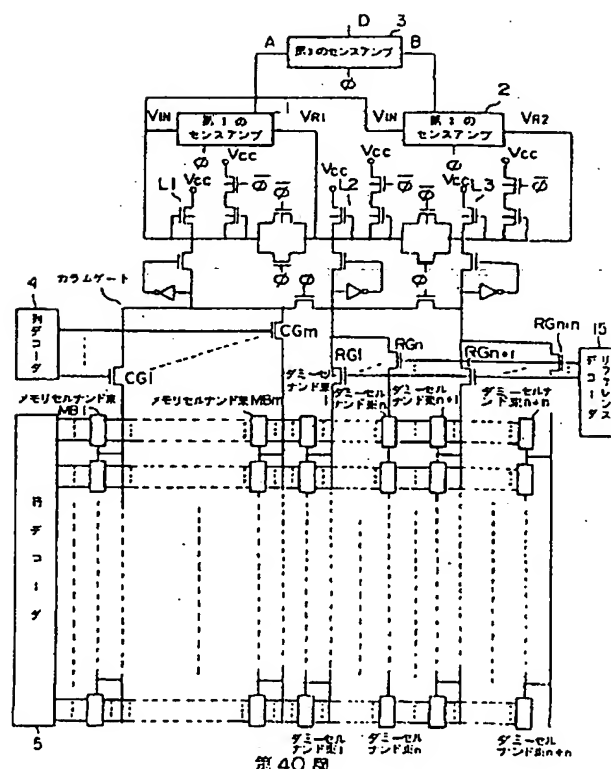 D
3
A
第3のセンスアンプ
B
φ
1
2
VIN
第1の
センスアンプ
VR1
VIN
第2の
センスアンプ
VR2
φ
φ
L1
Vcc
Vcc
φ
φ
Vcc
L2
Vcc
φ
φ
Vcc
L3
Vcc
φ
φ
φ
カラムゲート
φ
φ
4
列デコーダ
CG1
CGm
RG1
RGn
RGn+1
RGn+n
15
リファレンスデコーダ
メモリセルナンド束
MB1
メモリセルナンド束MBm
ダミーセル
ナンド束1
ダミーセル
ナンド束n
ダミーセル
ナンド束n+1
ダミーセルナ
ンド束n+n
行デコーダ
5
ダミーセル
ナンド束1
ダミーセル
ナンド束n
ダミーセル
ナンド束n+n
第40図